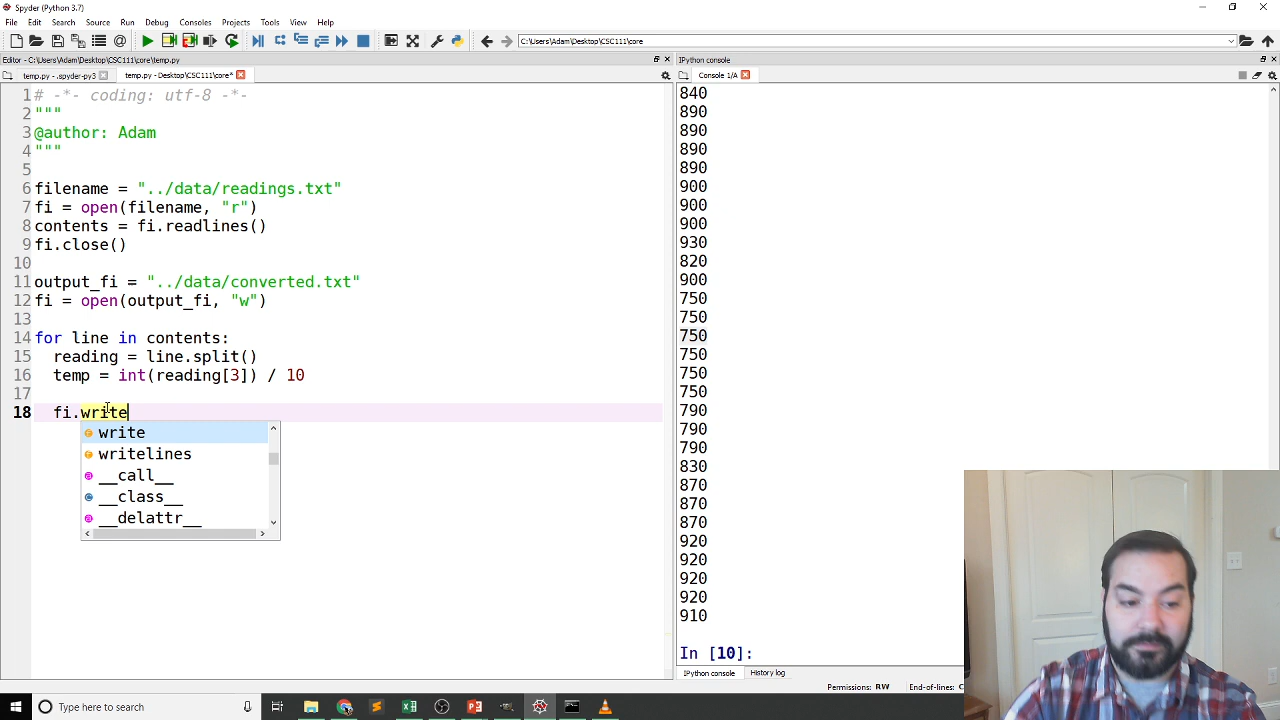 Spyder (Python 3.7)
File Edit Search Source Run Debug Consoles Projects Tools View Help
C:\Users\Adam\Desktop\CSC111\core
Editor - C:\Users\Adam\Desktop\CSC111\core\temp.py
temp.py - .spyder-py3
temp.py - Desktop\CSC111\core*
1 # -*- coding: utf-8 -*-
2 """
3 @author: Adam
4 """
5
6 filename = "../data/readings.txt"
7 fi = open(filename, "r")
8 contents = fi.readlines()
9 fi.close()
10
11 output_fi = "../data/converted.txt"
12 fi = open(output_fi, "w")
13
14 for line in contents:
15 reading = line.split()
16 temp = int(reading[3]) / 10
17
18 fi.write
write
writelines
__call__
__class__
__delattr__
IPython console
Console 1/A
840
890
890
890
890
900
900
900
930
820
900
750
750
750
750
750
750
790
790
790
830
870
870
870
920
920
920
920
910
In [10]:
IPython console History log
Permissions: RW End-of-lines: C
Type here to search